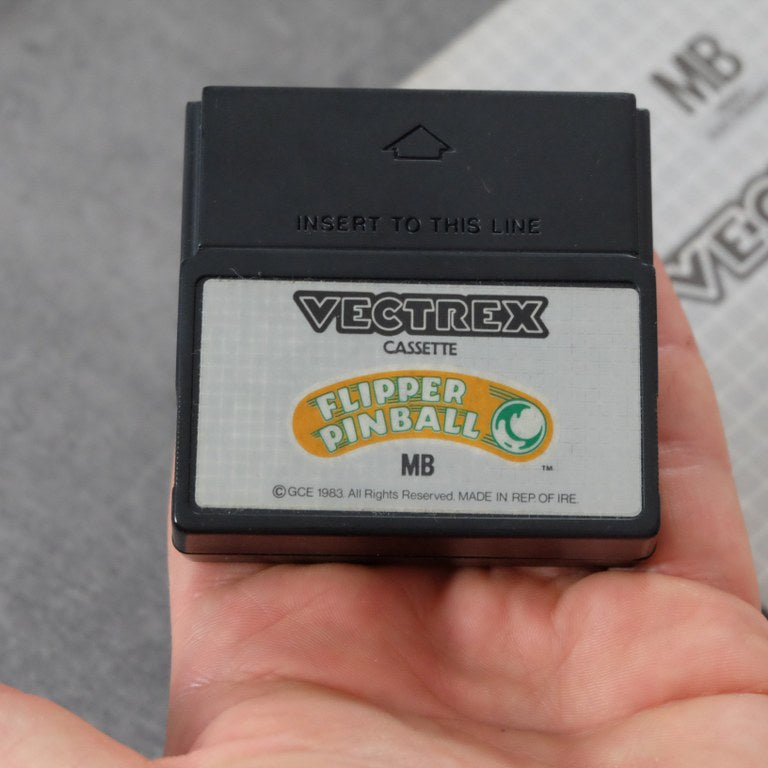 MB
VEC
INSERT TO THIS LINE
VECTREX
CASSETTE
FLIPPER
PINBALL
MB
TM
©GCE 1983. All Rights Reserved. MADE IN REP OF IRE.